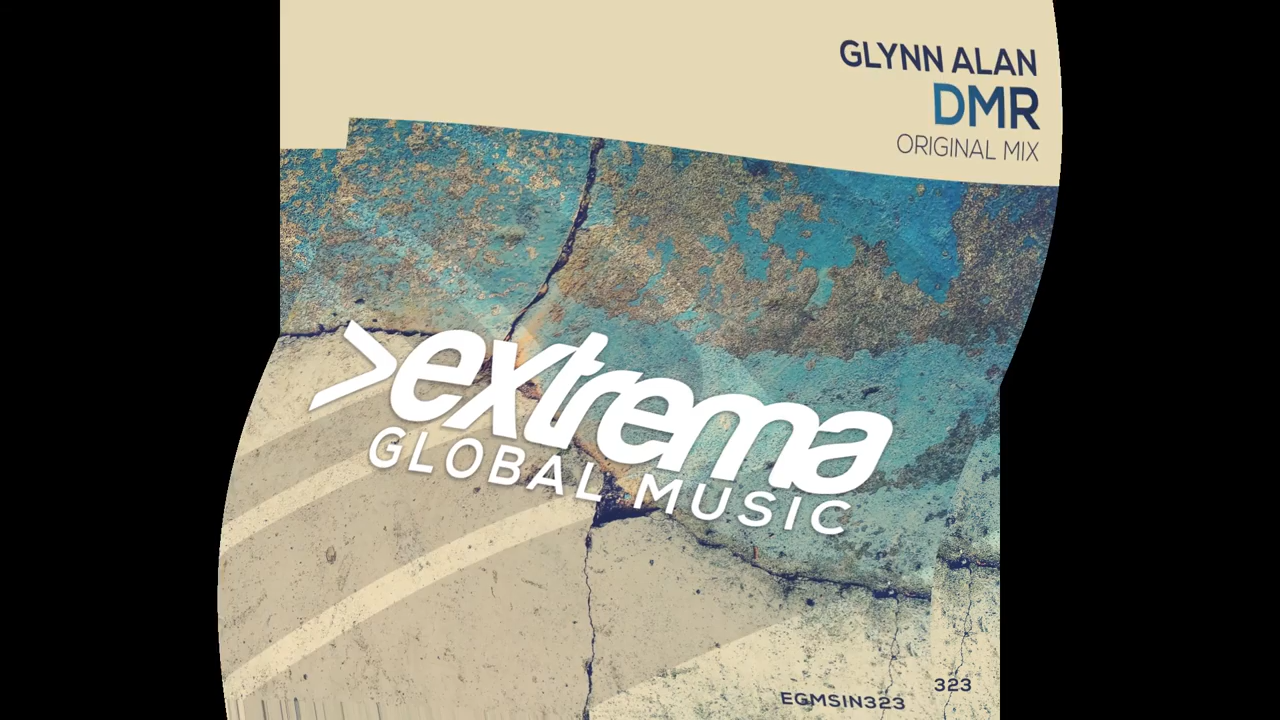 GLYNN ALAN
DMR
ORIGINAL MIX
>extrema
GLOBAL MUSIC
323
EGMSIN323